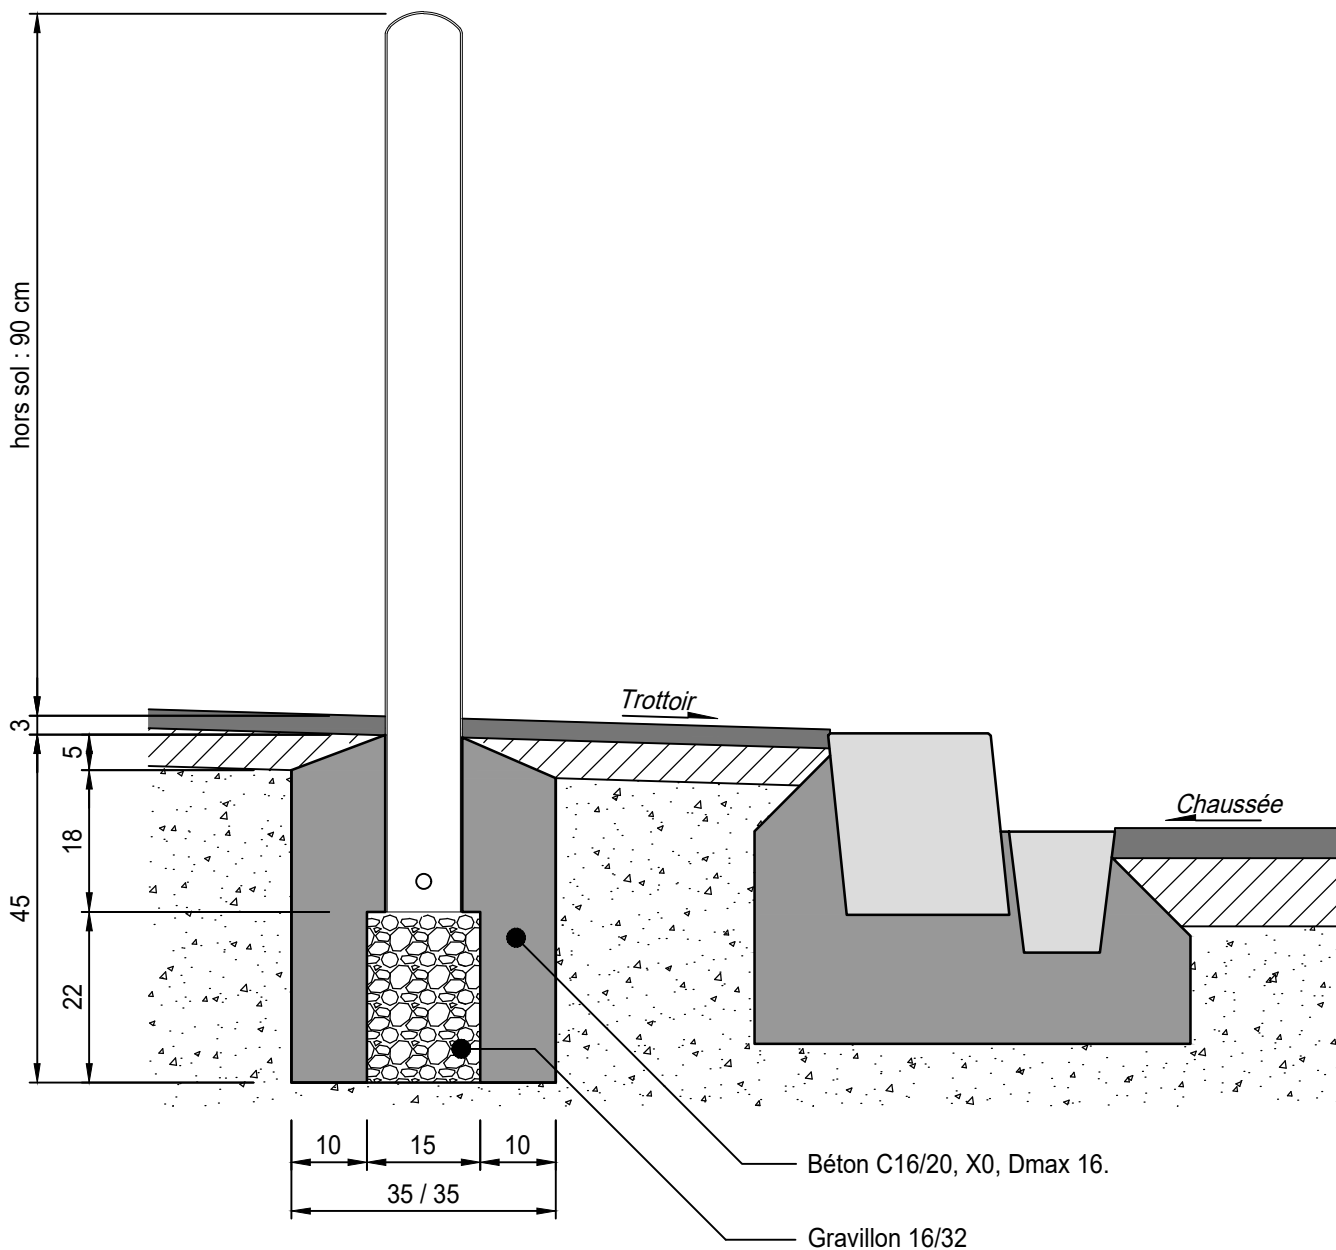 hors sol : 90 cm
Trottoir
3
5
Chaussée
18
45
22
10
15
10
35 / 35
Béton C16/20, X0, Dmax 16.
Gravillon 16/32